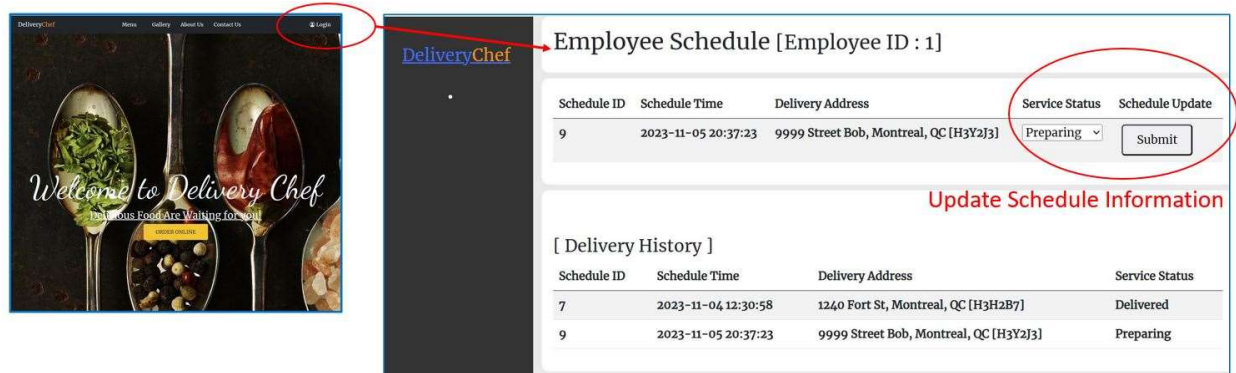 DeliveryChef Menu Gallery About Us Contact Us Login
Welcome to Delivery Chef
Delicious Food Are Waiting for you!
ORDER ONLINE
DeliveryChef
Employee Schedule [Employee ID : 1]
Schedule ID Schedule Time Delivery Address Service Status Schedule Update
9 2023-11-05 20:37:23 9999 Street Bob, Montreal, QC [H3Y2J3] Preparing Submit
Update Schedule Information
[ Delivery History ]
Schedule ID Schedule Time Delivery Address Service Status
7 2023-11-04 12:30:58 1240 Fort St, Montreal, QC [H3H2B7] Delivered
9 2023-11-05 20:37:23 9999 Street Bob, Montreal, QC [H3Y2J3] Preparing